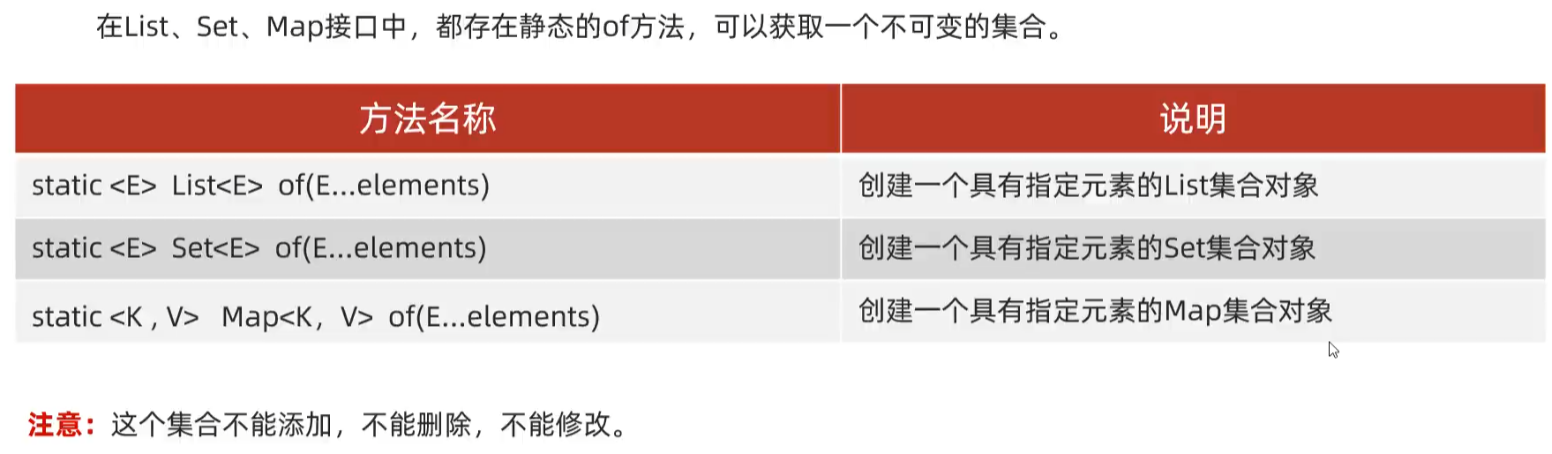 在List、Set、Map接口中，都存在静态的of方法，可以获取一个不可变的集合。
方法名称 说明
static <E> List<E> of(E...elements) 创建一个具有指定元素的List集合对象
static <E> Set<E> of(E...elements) 创建一个具有指定元素的Set集合对象
static <K , V> Map<K，V> of(E...elements) 创建一个具有指定元素的Map集合对象
注意：这个集合不能添加，不能删除，不能修改。